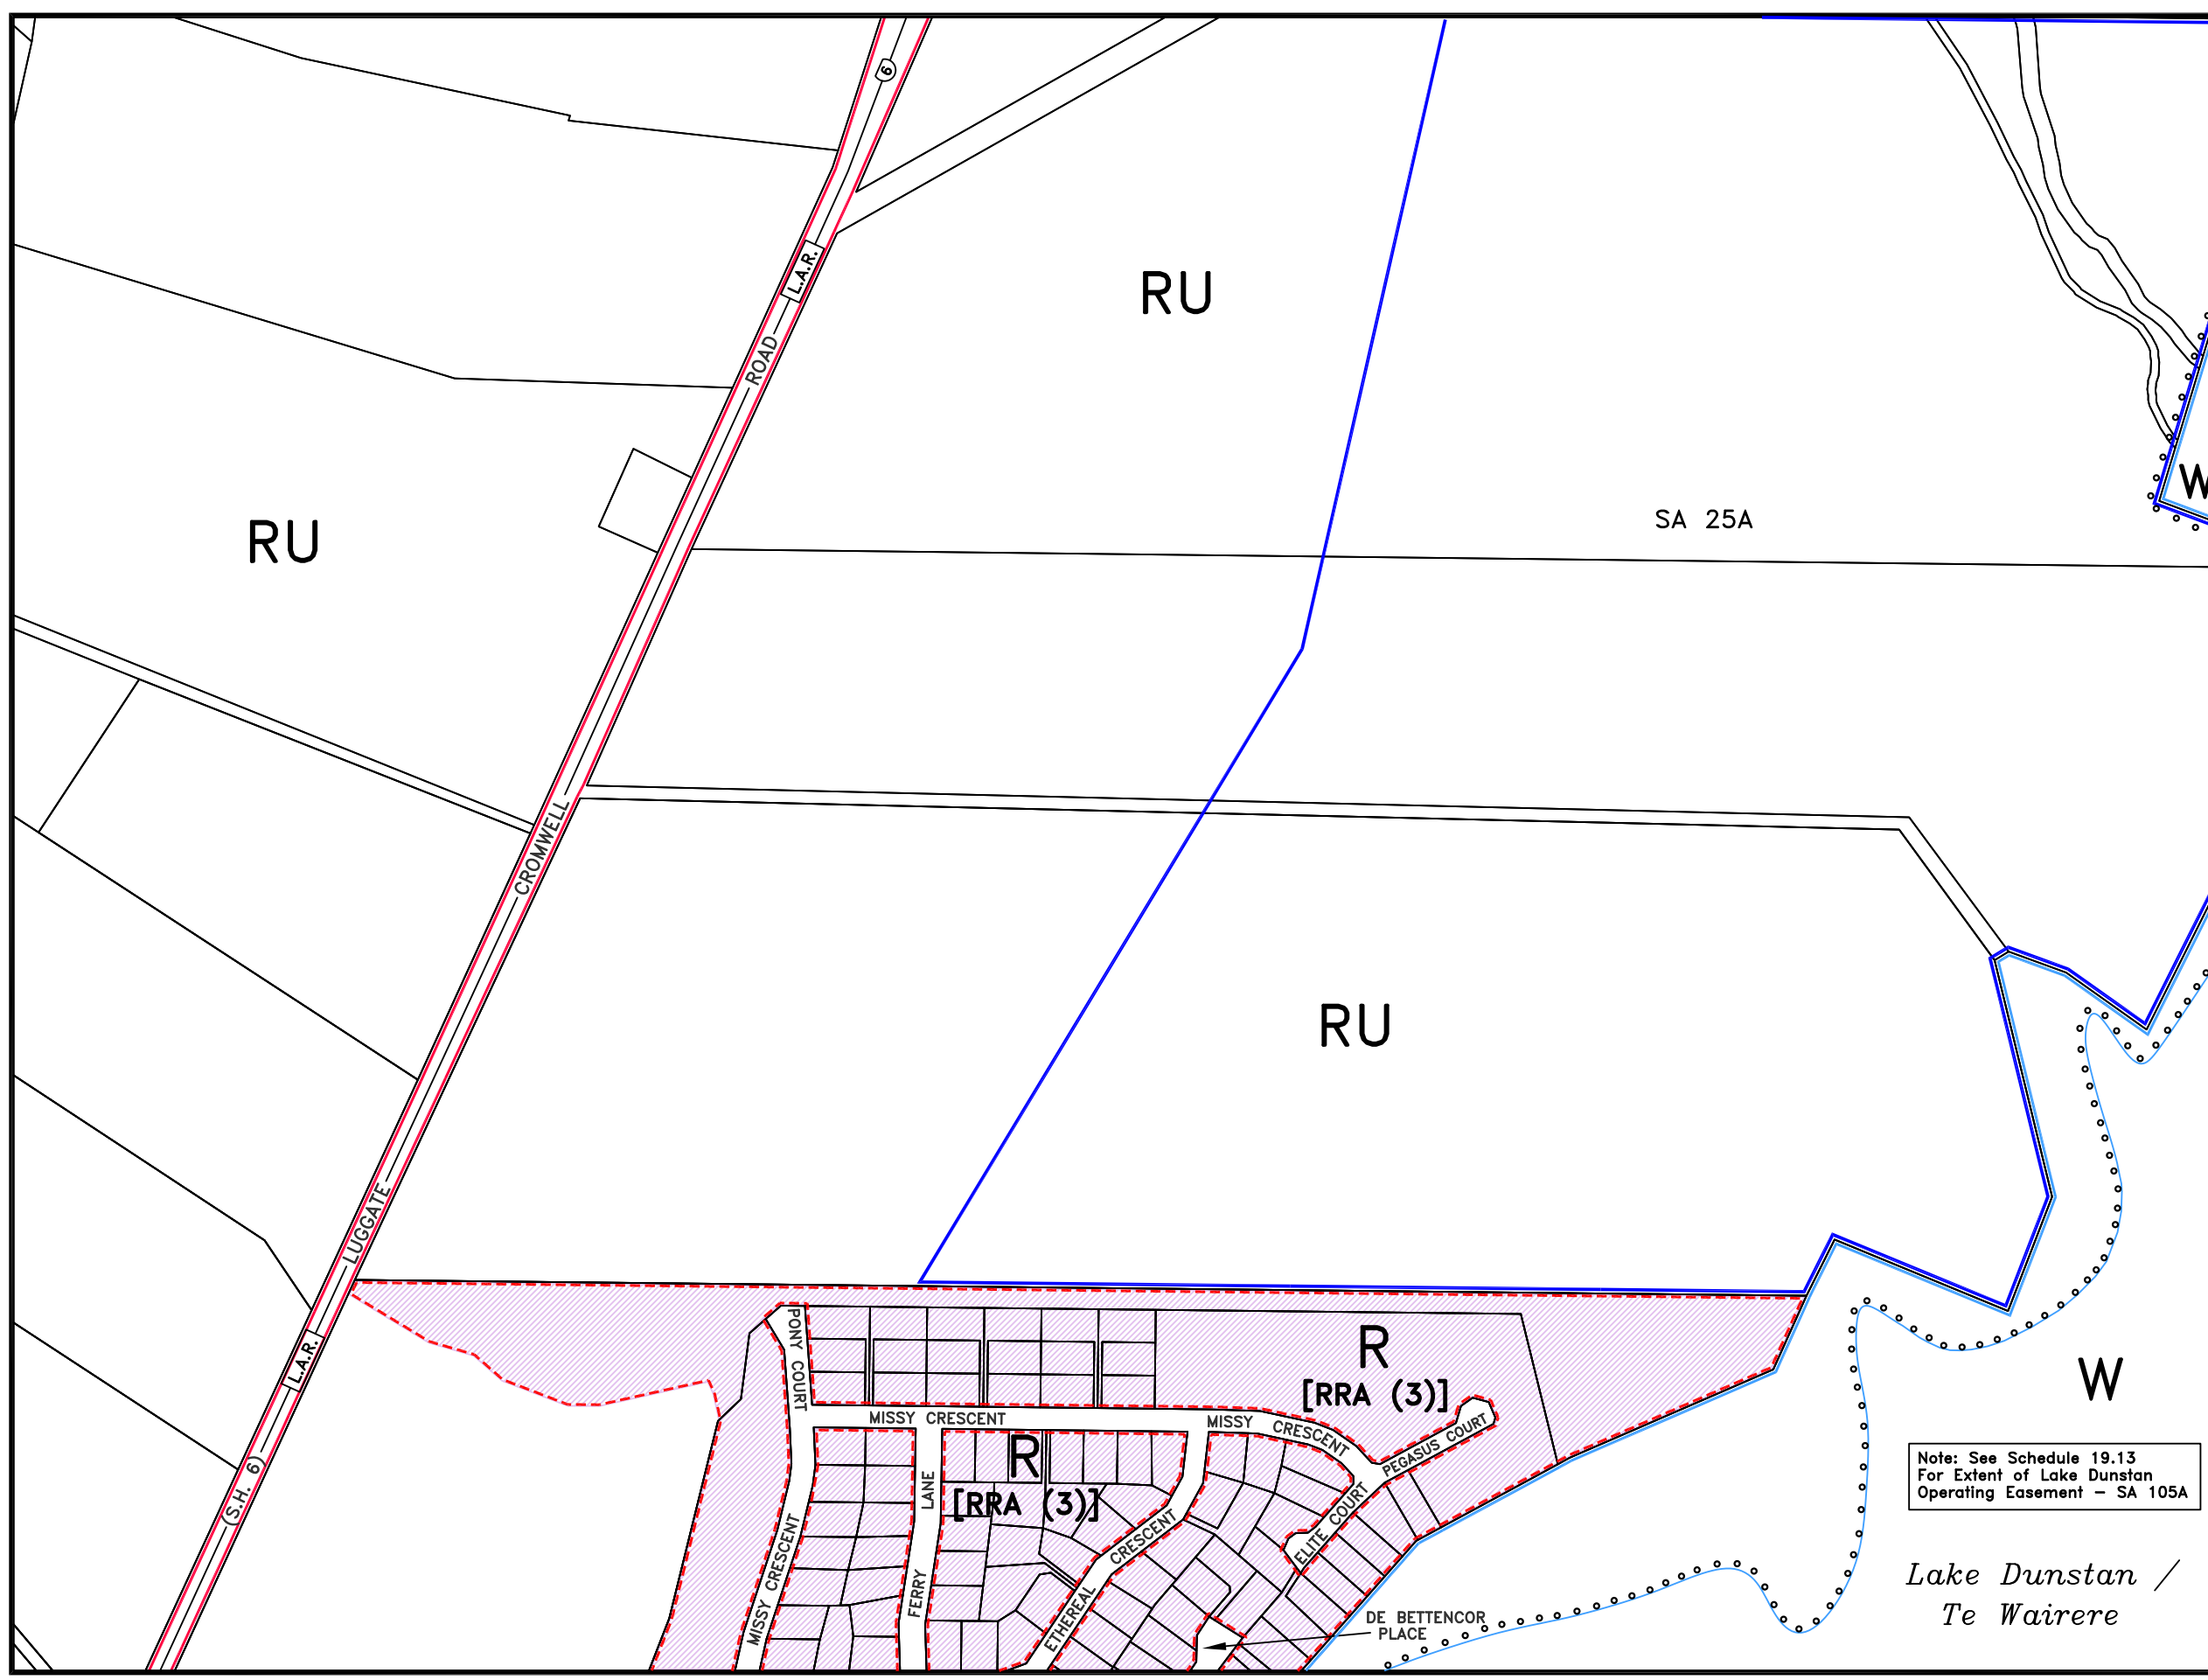 6
L.A.R.
RU
ROAD
W
SA 25A
RU
CROMWELL
RU
LUGGATE
L.A.R.
PONY COURT
R
[RRA (3)]
W
MISSY CRESCENT
MISSY CRESCENT
PEGASUS COURT
R
[RRA (3)]
(S.H. 6)
LANE
Note: See Schedule 19.13
For Extent of Lake Dunstan
Operating Easement – SA 105A
ELITE COURT
CRESCENT
MISSY CRESCENT
FERRY
ETHEREAL
Lake Dunstan /
Te Wairere
DE BETTENCOR
PLACE